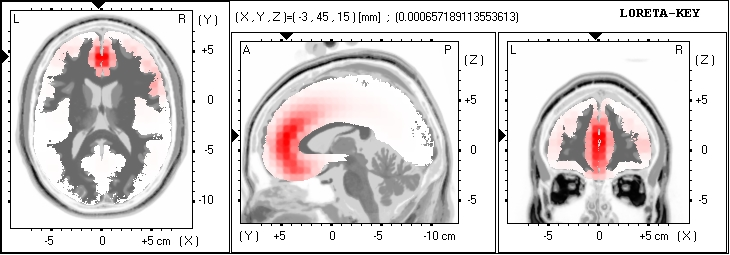 (X,Y,Z)=(-3,45,15)[mm] ; (0.000657189113553613) LORETA-KEY
L R (Y)
+5
0
-5
-10
-5 0 +5 cm (X)
A P (Z)
+5
0
-5
(Y) +5 0 -5 -10 cm
L R (Z)
+5
0
-5
-5 0 +5 cm (X)